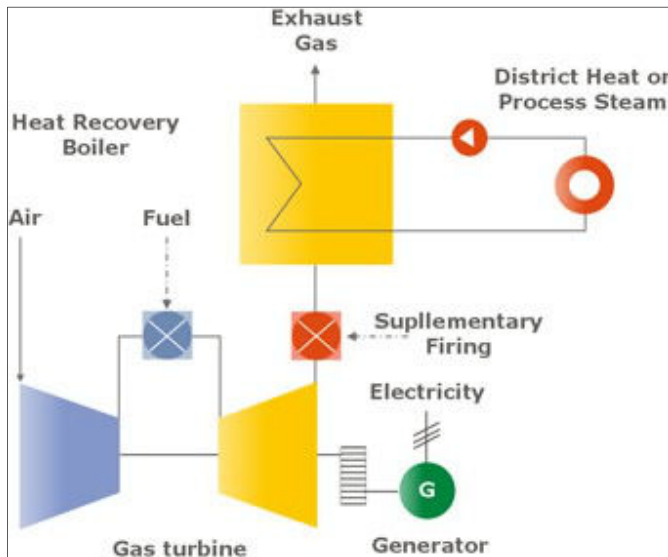 Exhaust
Gas
District Heat or
Process Steam
Heat Recovery
Boiler
Air
Fuel
Supllementary
Firing
Electricity
G
Gas turbine
Generator